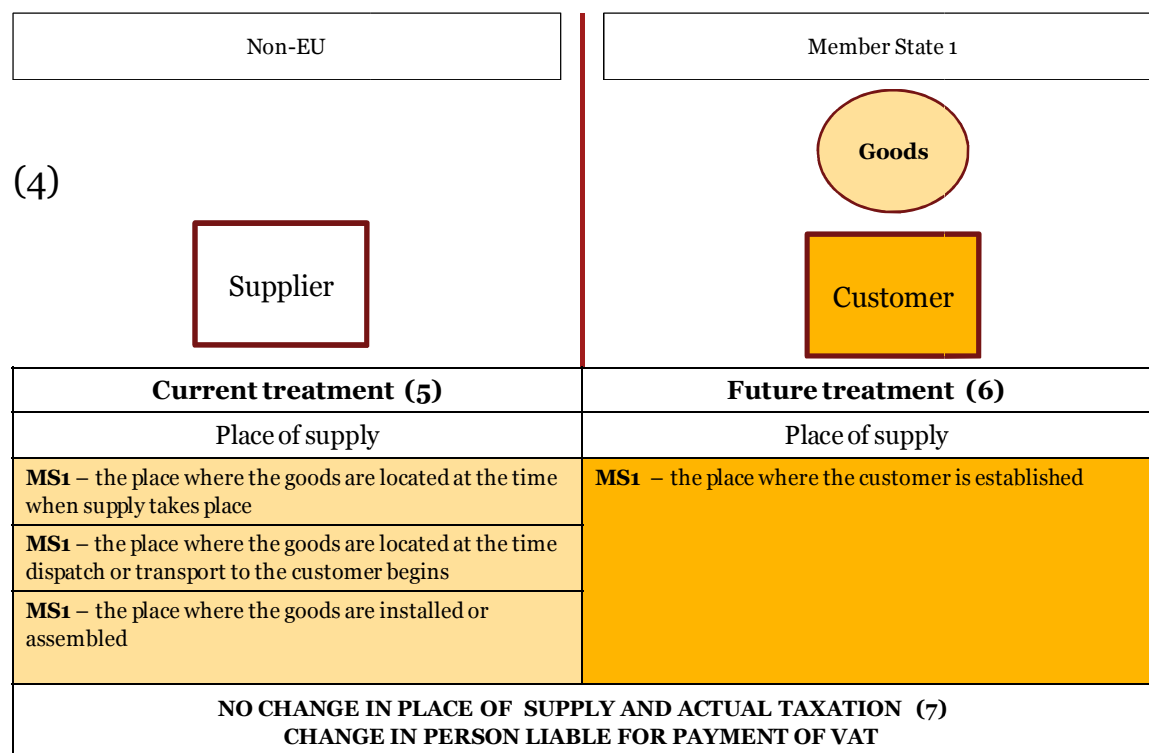 Non-EU
Member State 1
Goods
(4)
Supplier
Customer
Current treatment (5)
Future treatment (6)
Place of supply
Place of supply
MS1 – the place where the goods are located at the time
when supply takes place
MS1 – the place where the customer is established
MS1 – the place where the goods are located at the time
dispatch or transport to the customer begins
MS1 – the place where the goods are installed or
assembled
NO CHANGE IN PLACE OF SUPPLY AND ACTUAL TAXATION (7)
CHANGE IN PERSON LIABLE FOR PAYMENT OF VAT